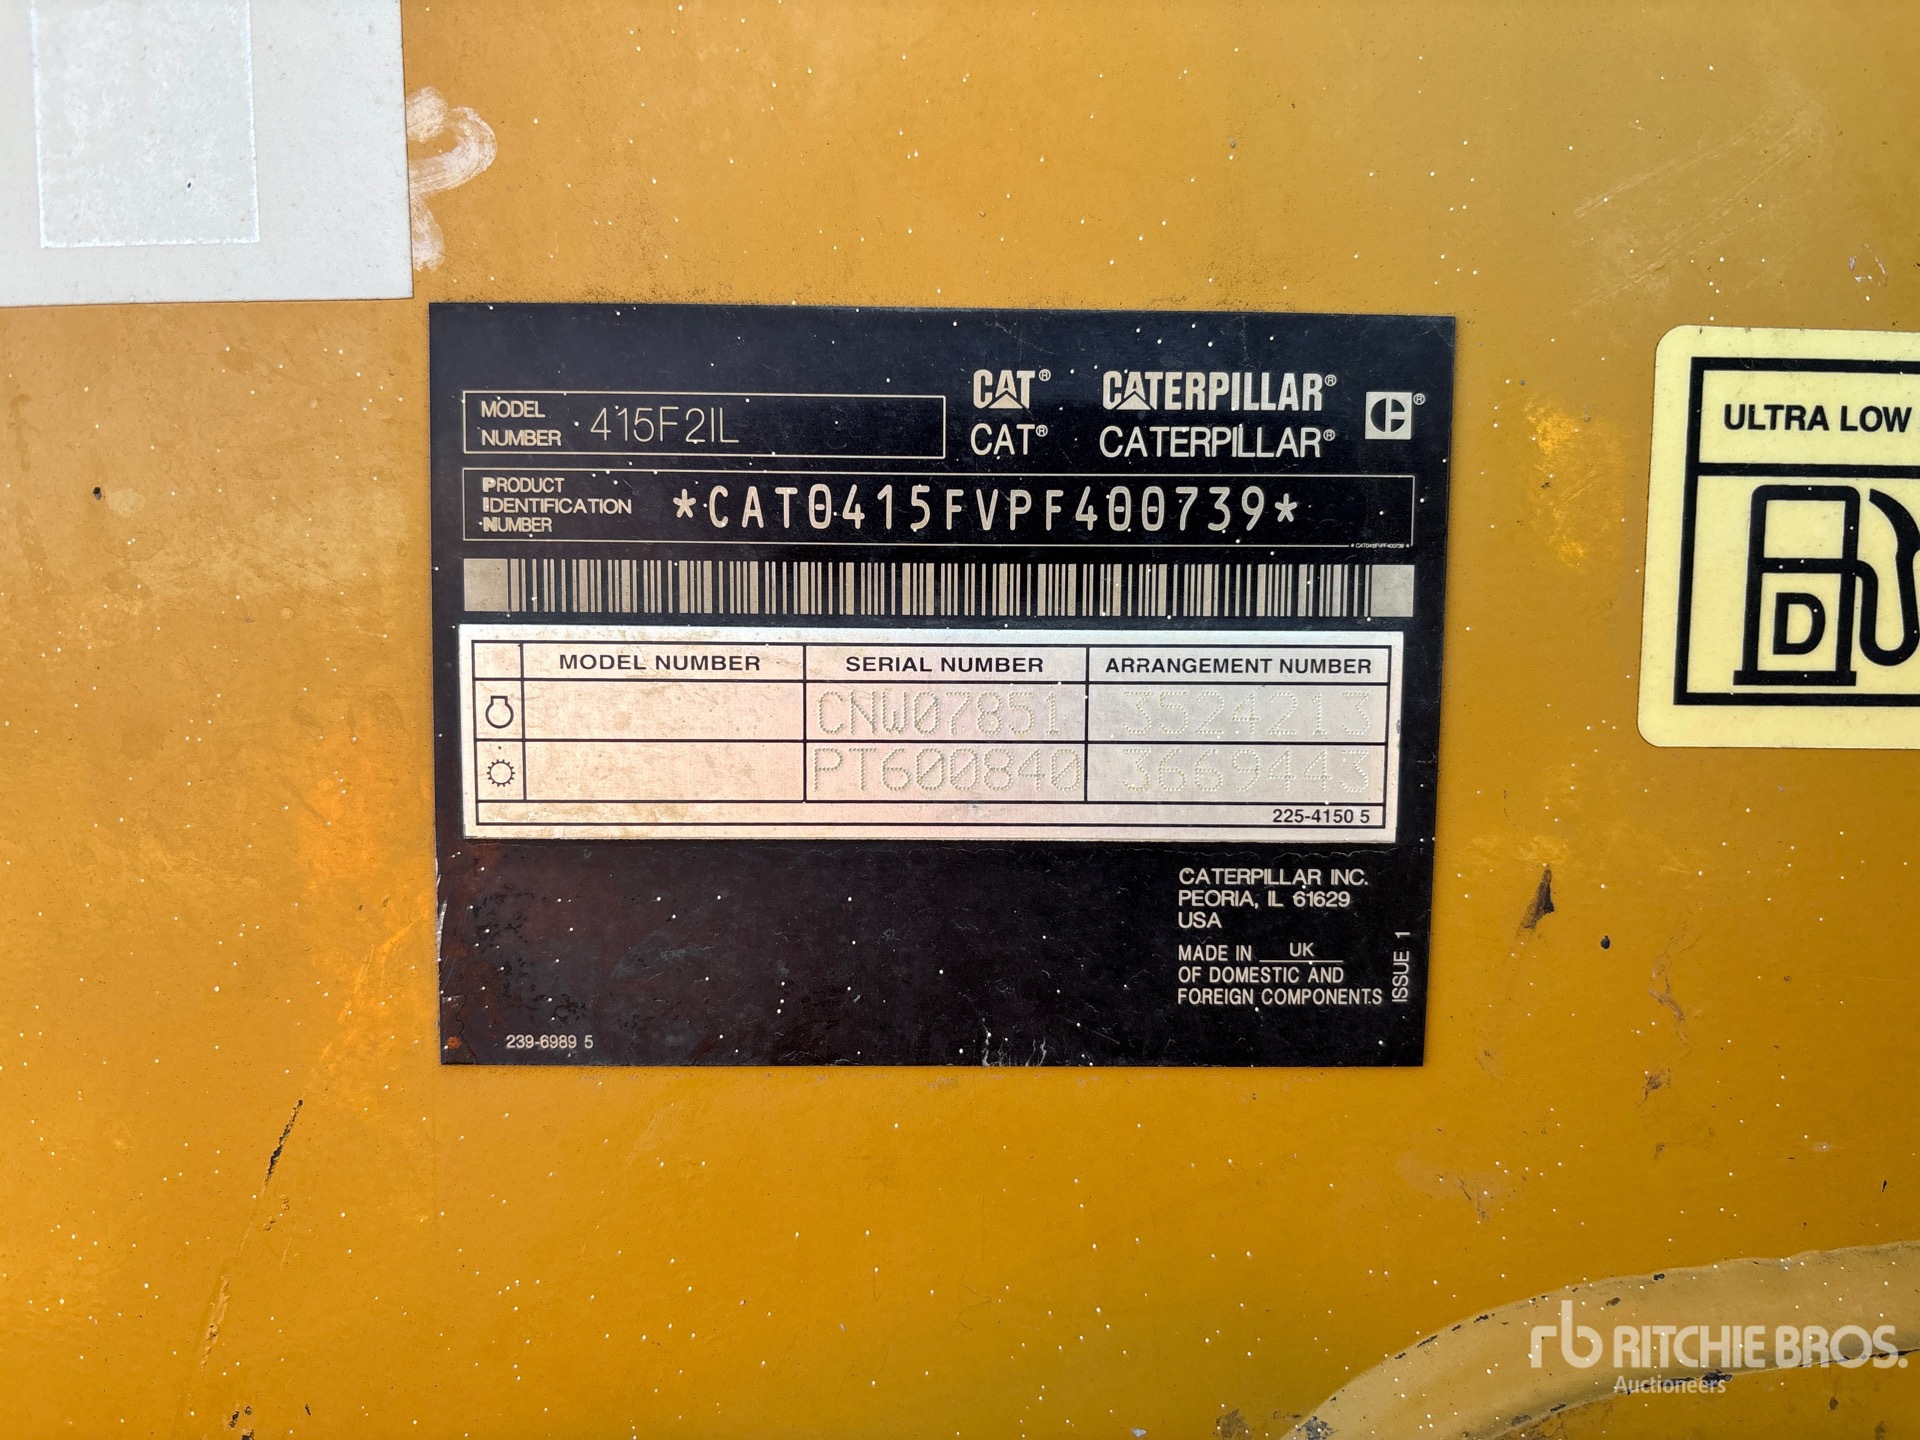 MODEL NUMBER 415F2IL
CAT® CATERPILLAR®
CAT® CATERPILLAR®
PRODUCT IDENTIFICATION NUMBER *CAT0415FVPF400739*
* CAT0415FVPF400739 *
MODEL NUMBER SERIAL NUMBER ARRANGEMENT NUMBER
CNW07851 3524213
PT600840 3669443
225-4150 5
CATERPILLAR INC.
PEORIA, IL 61629
USA
MADE IN UK
OF DOMESTIC AND
FOREIGN COMPONENTS
ISSUE 1
239-6989 5
ULTRA LOW
D
rb RITCHIE BROS.
Auctioneers